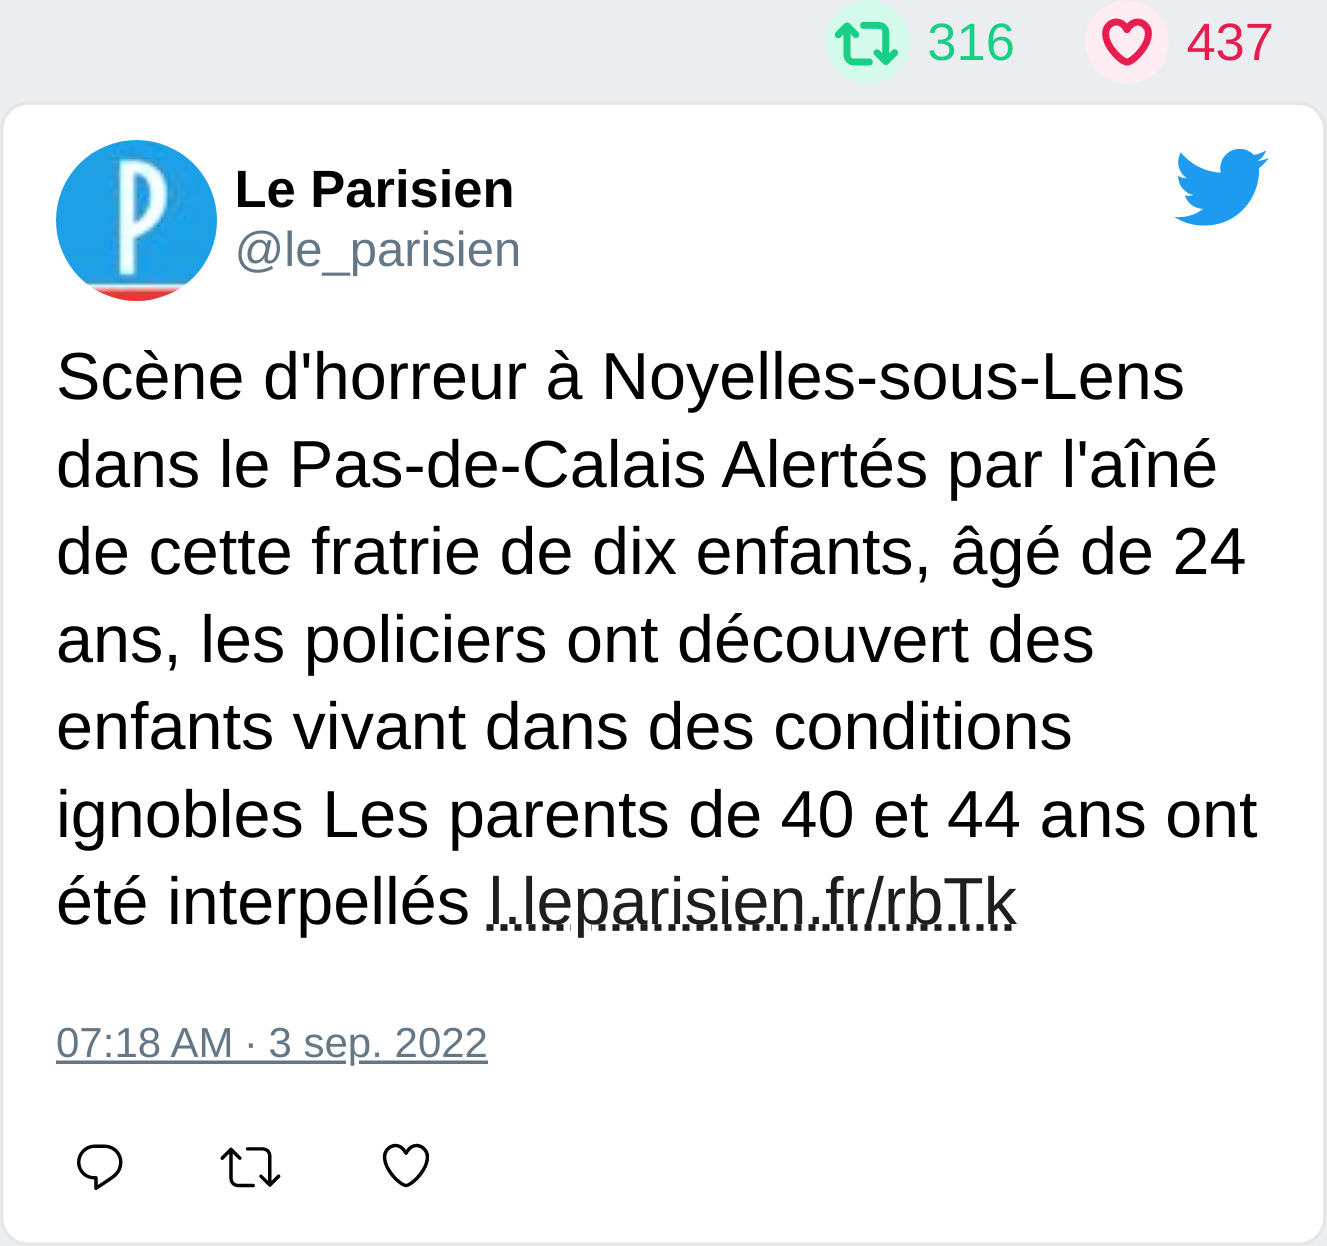 316 437
P
Le Parisien
@le_parisien
Scène d'horreur à Noyelles-sous-Lens
dans le Pas-de-Calais Alertés par l'aîné
de cette fratrie de dix enfants, âgé de 24
ans, les policiers ont découvert des
enfants vivant dans des conditions
ignobles Les parents de 40 et 44 ans ont
été interpellés l.leparisien.fr/rbTk
07:18 AM · 3 sep. 2022